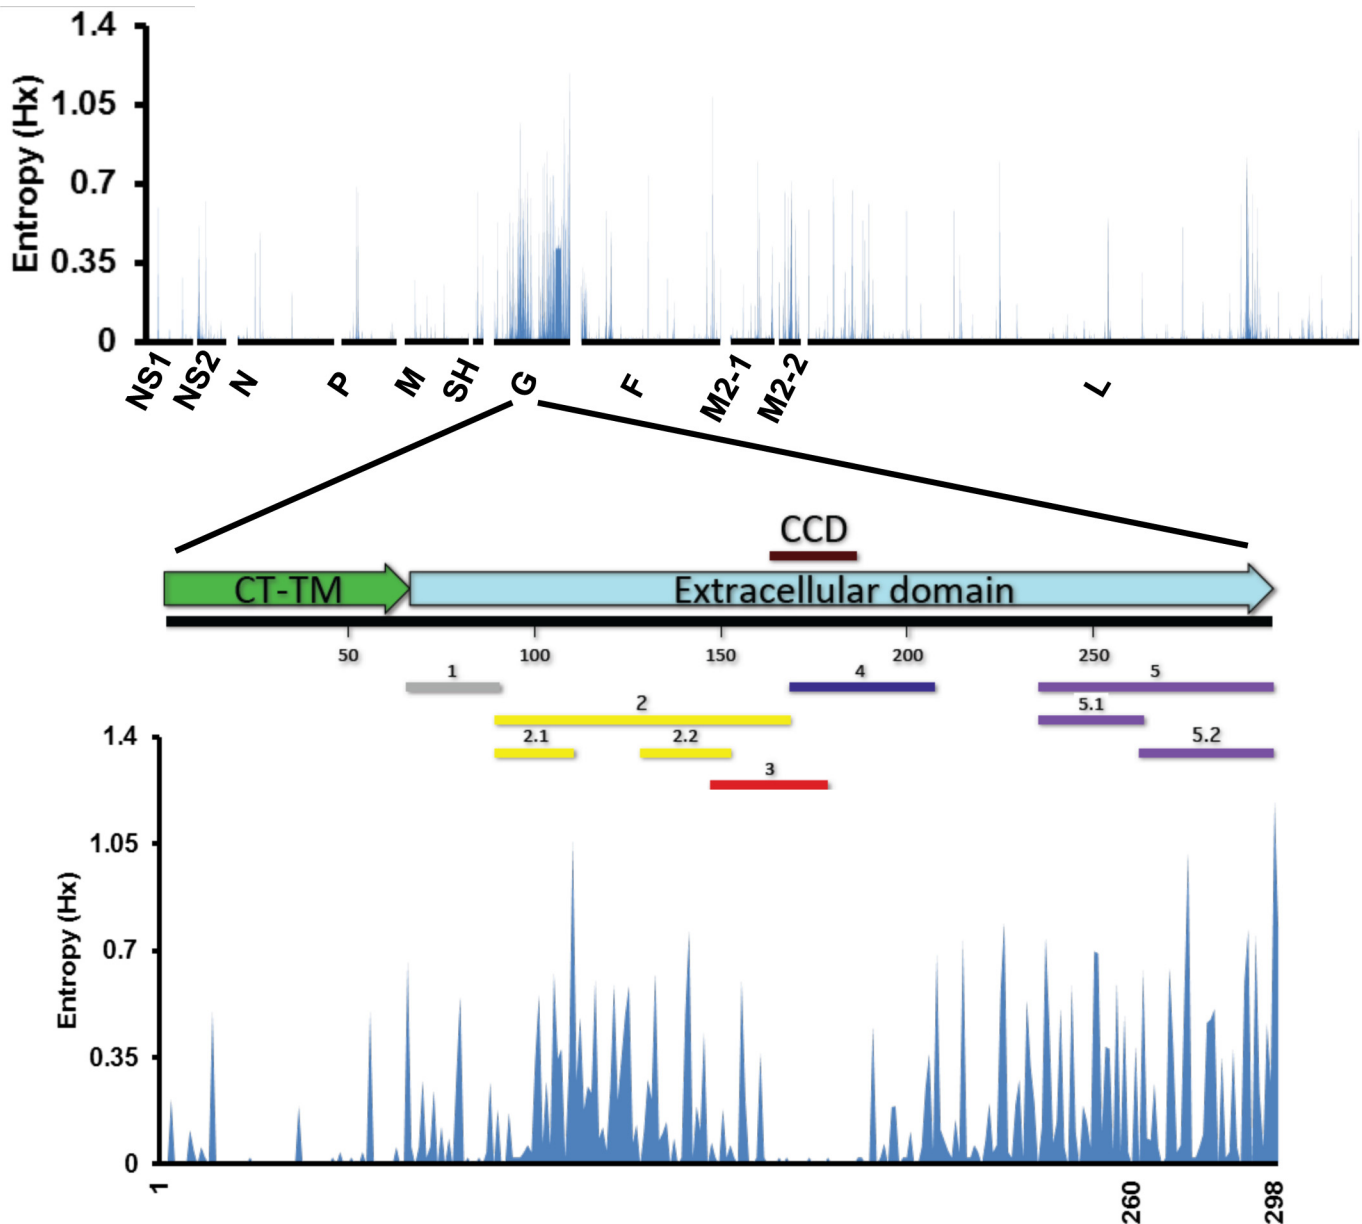 1.4
1.05
0.7
0.35
0
Entropy (Hx)
NS1 NS2 N P M SH G F M2-1 M2-2 L
CCD
CT-TM Extracellular domain
50 100 150 200 250
1 4 5
2 5.1
2.1 2.2 5.2
3
1.4
1.05
0.7
0.35
0
Entropy (Hx)
1 260 298